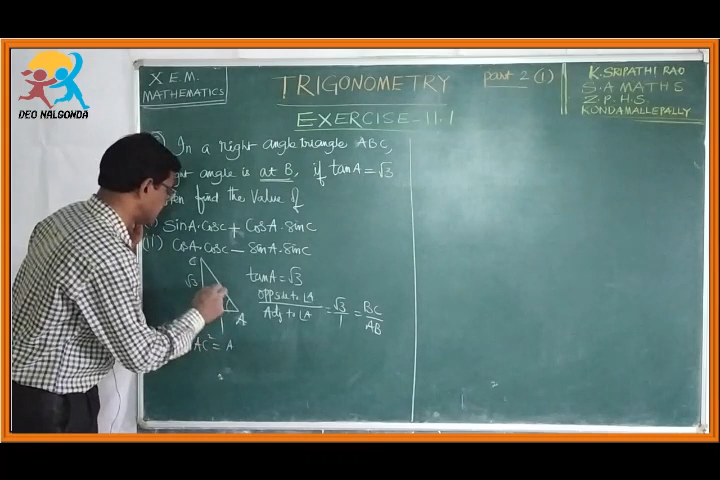 DEO NALGONDA
X E.M.
MATHEMATICS
TRIGONOMETRY
part 2 (1)
EXERCISE-11.1
K. SRIPATHI RAO
S.A MATHS
Z.P.H.S
KONDAMALLEPALLY
In a right angle triangle ABC,
angle is at B, if tanA = √3
find the value of
SinA. CosC + CosA. SinC
(ii) CosA. CosC - SinA. SinC
C
√3
1
A
tanA = √3
Opposite to ∠A / Adj to ∠A = √3/1 = BC/AB
AC² = A